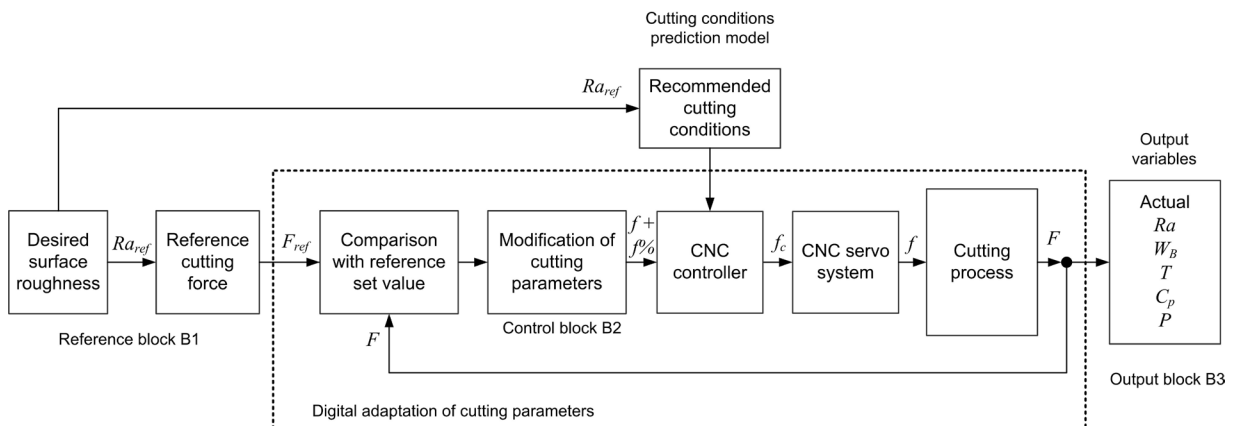 Cutting conditions
prediction model
Ra_ref
Recommended
cutting
conditions
Output
variables
Desired
surface
roughness
Ra_ref
Reference
cutting
force
F_ref
Comparison
with reference
set value
Modification of
cutting
parameters
f +
f%
CNC
controller
f_c
CNC servo
system
f
Cutting
process
F
Actual
Ra
W_B
T
C_p
P
Reference block B1
F
Control block B2
Output block B3
Digital adaptation of cutting parameters